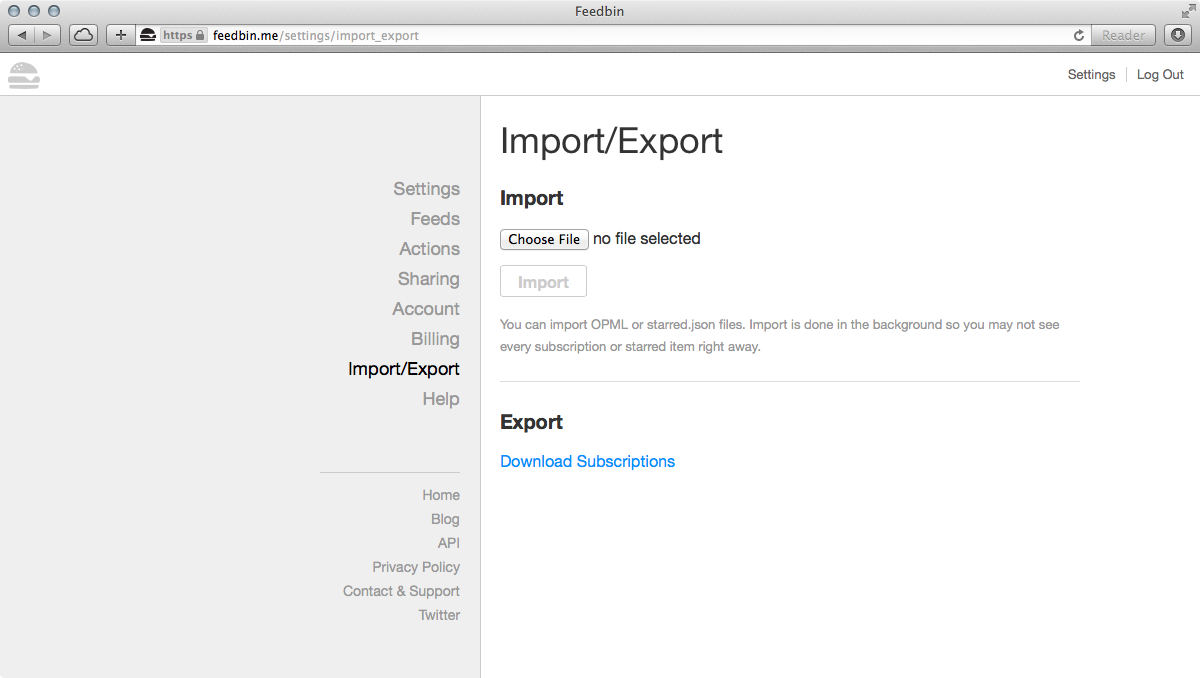 Feedbin
https feedbin.me/settings/import_export
Reader
Settings Log Out
Settings
Feeds
Actions
Sharing
Account
Billing
Import/Export
Help
Home
Blog
API
Privacy Policy
Contact & Support
Twitter
Import/Export
Import
Choose File no file selected
Import
You can import OPML or starred.json files. Import is done in the background so you may not see
every subscription or starred item right away.
Export
Download Subscriptions